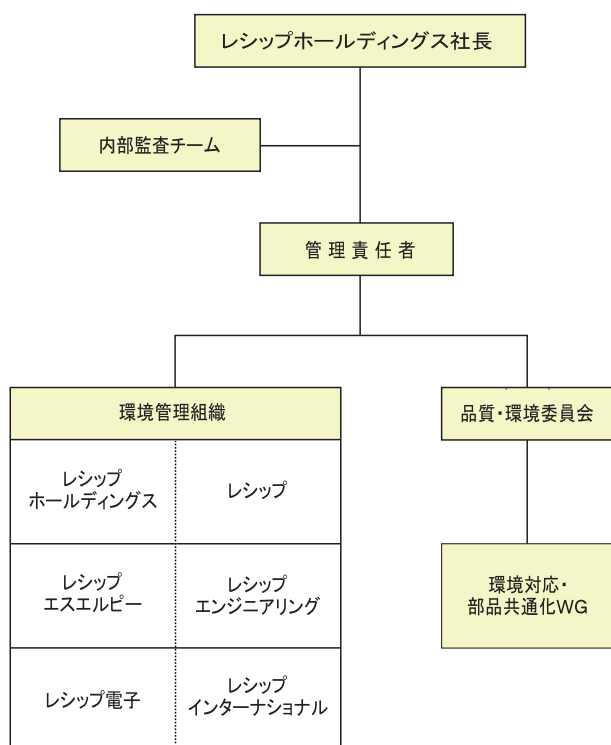 レシップホールディングス社長
内部監査チーム
管理責任者
環境管理組織
品質・環境委員会
レシップ
ホールディングス
レシップ
レシップ
エスエルピー
レシップ
エンジニアリング
環境対応・
部品共通化WG
レシップ電子
レシップ
インターナショナル